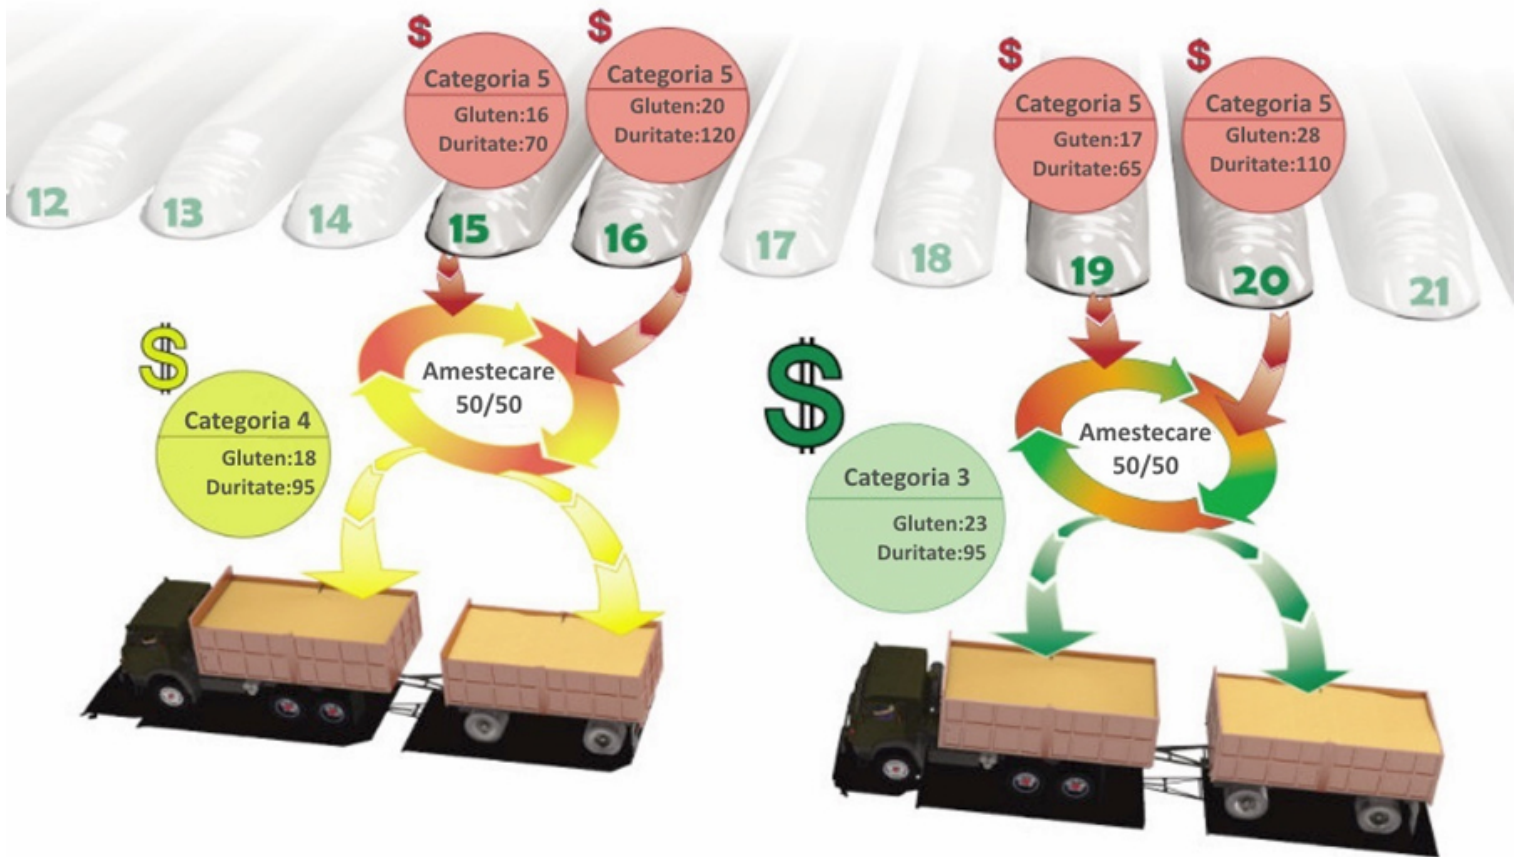 $
Categoria 5
Gluten:16
Duritate:70
$
Categoria 5
Gluten:20
Duritate:120
$
Categoria 5
Guten:17
Duritate:65
$
Categoria 5
Gluten:28
Duritate:110
12
13
14
15
16
17
18
19
20
21
$
Categoria 4
Gluten:18
Duritate:95
Amestecare
50/50
$
Categoria 3
Gluten:23
Duritate:95
Amestecare
50/50